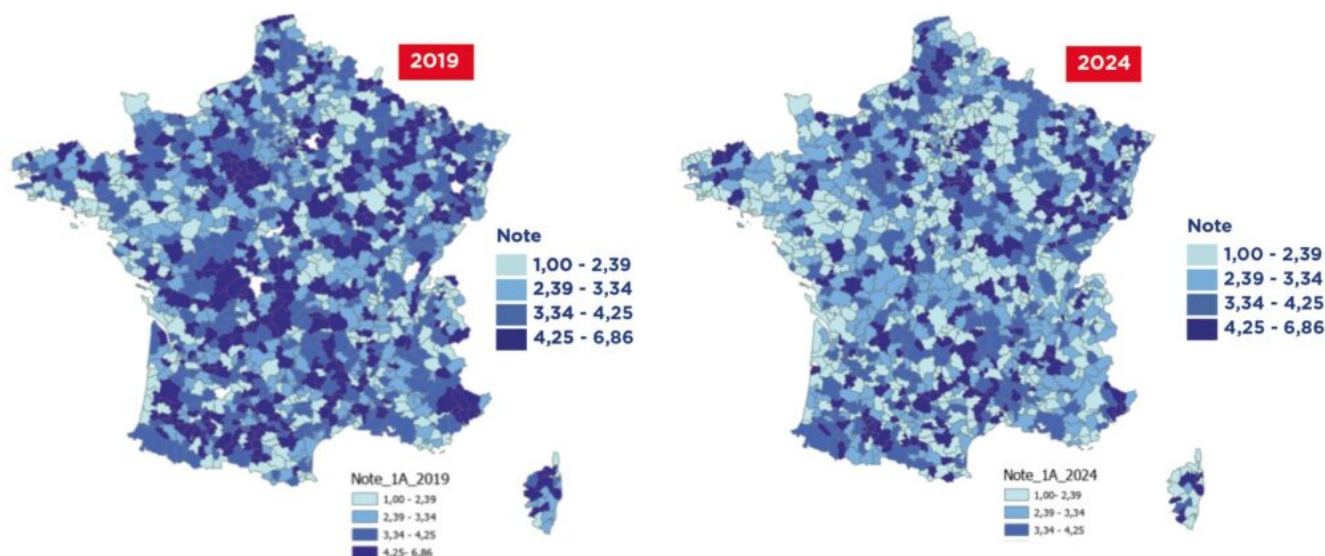 2019
Note
1,00 - 2,39
2,39 - 3,34
3,34 - 4,25
4,25 - 6,86
Note_1A_2019
1,00 - 2,39
2,39 - 3,34
3,34 - 4,25
4,25 - 6,86
2024
Note
1,00 - 2,39
2,39 - 3,34
3,34 - 4,25
4,25 - 6,86
Note_1A_2024
1,00- 2,39
2,39 - 3,34
3,34 - 4,25